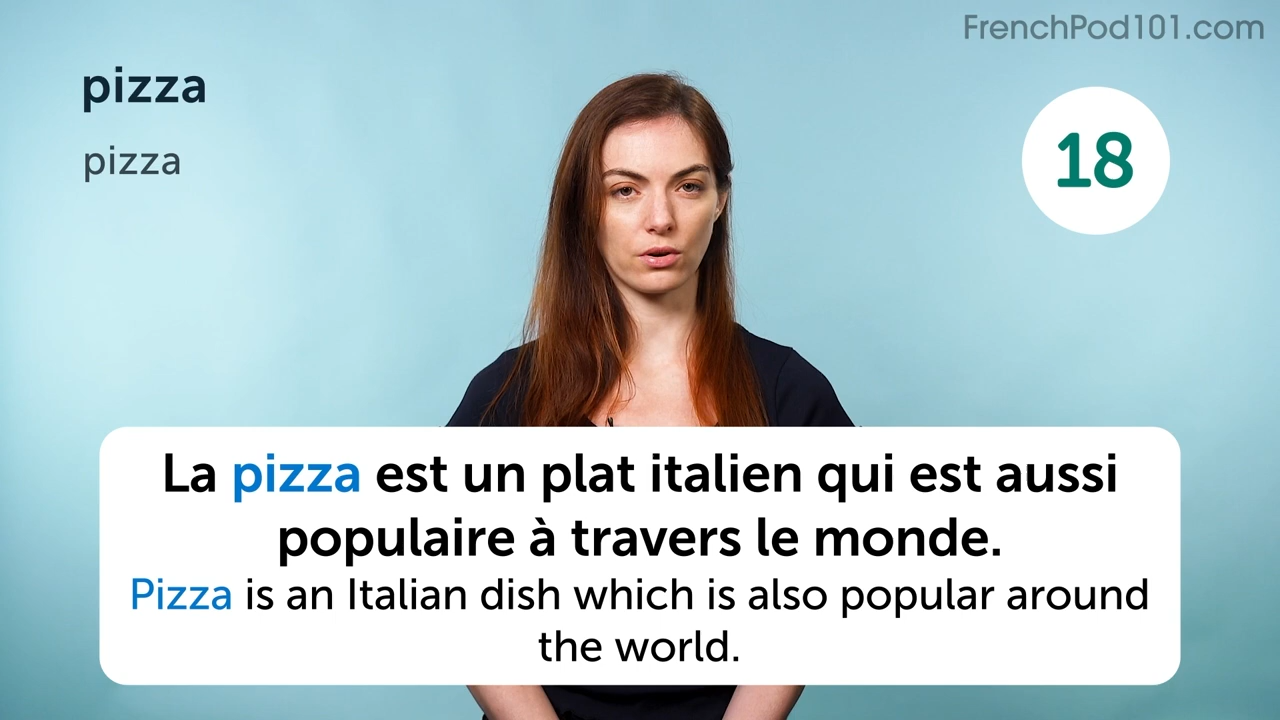 FrenchPod101.com
pizza
pizza
18
La pizza est un plat italien qui est aussi
populaire à travers le monde.
Pizza is an Italian dish which is also popular around
the world.